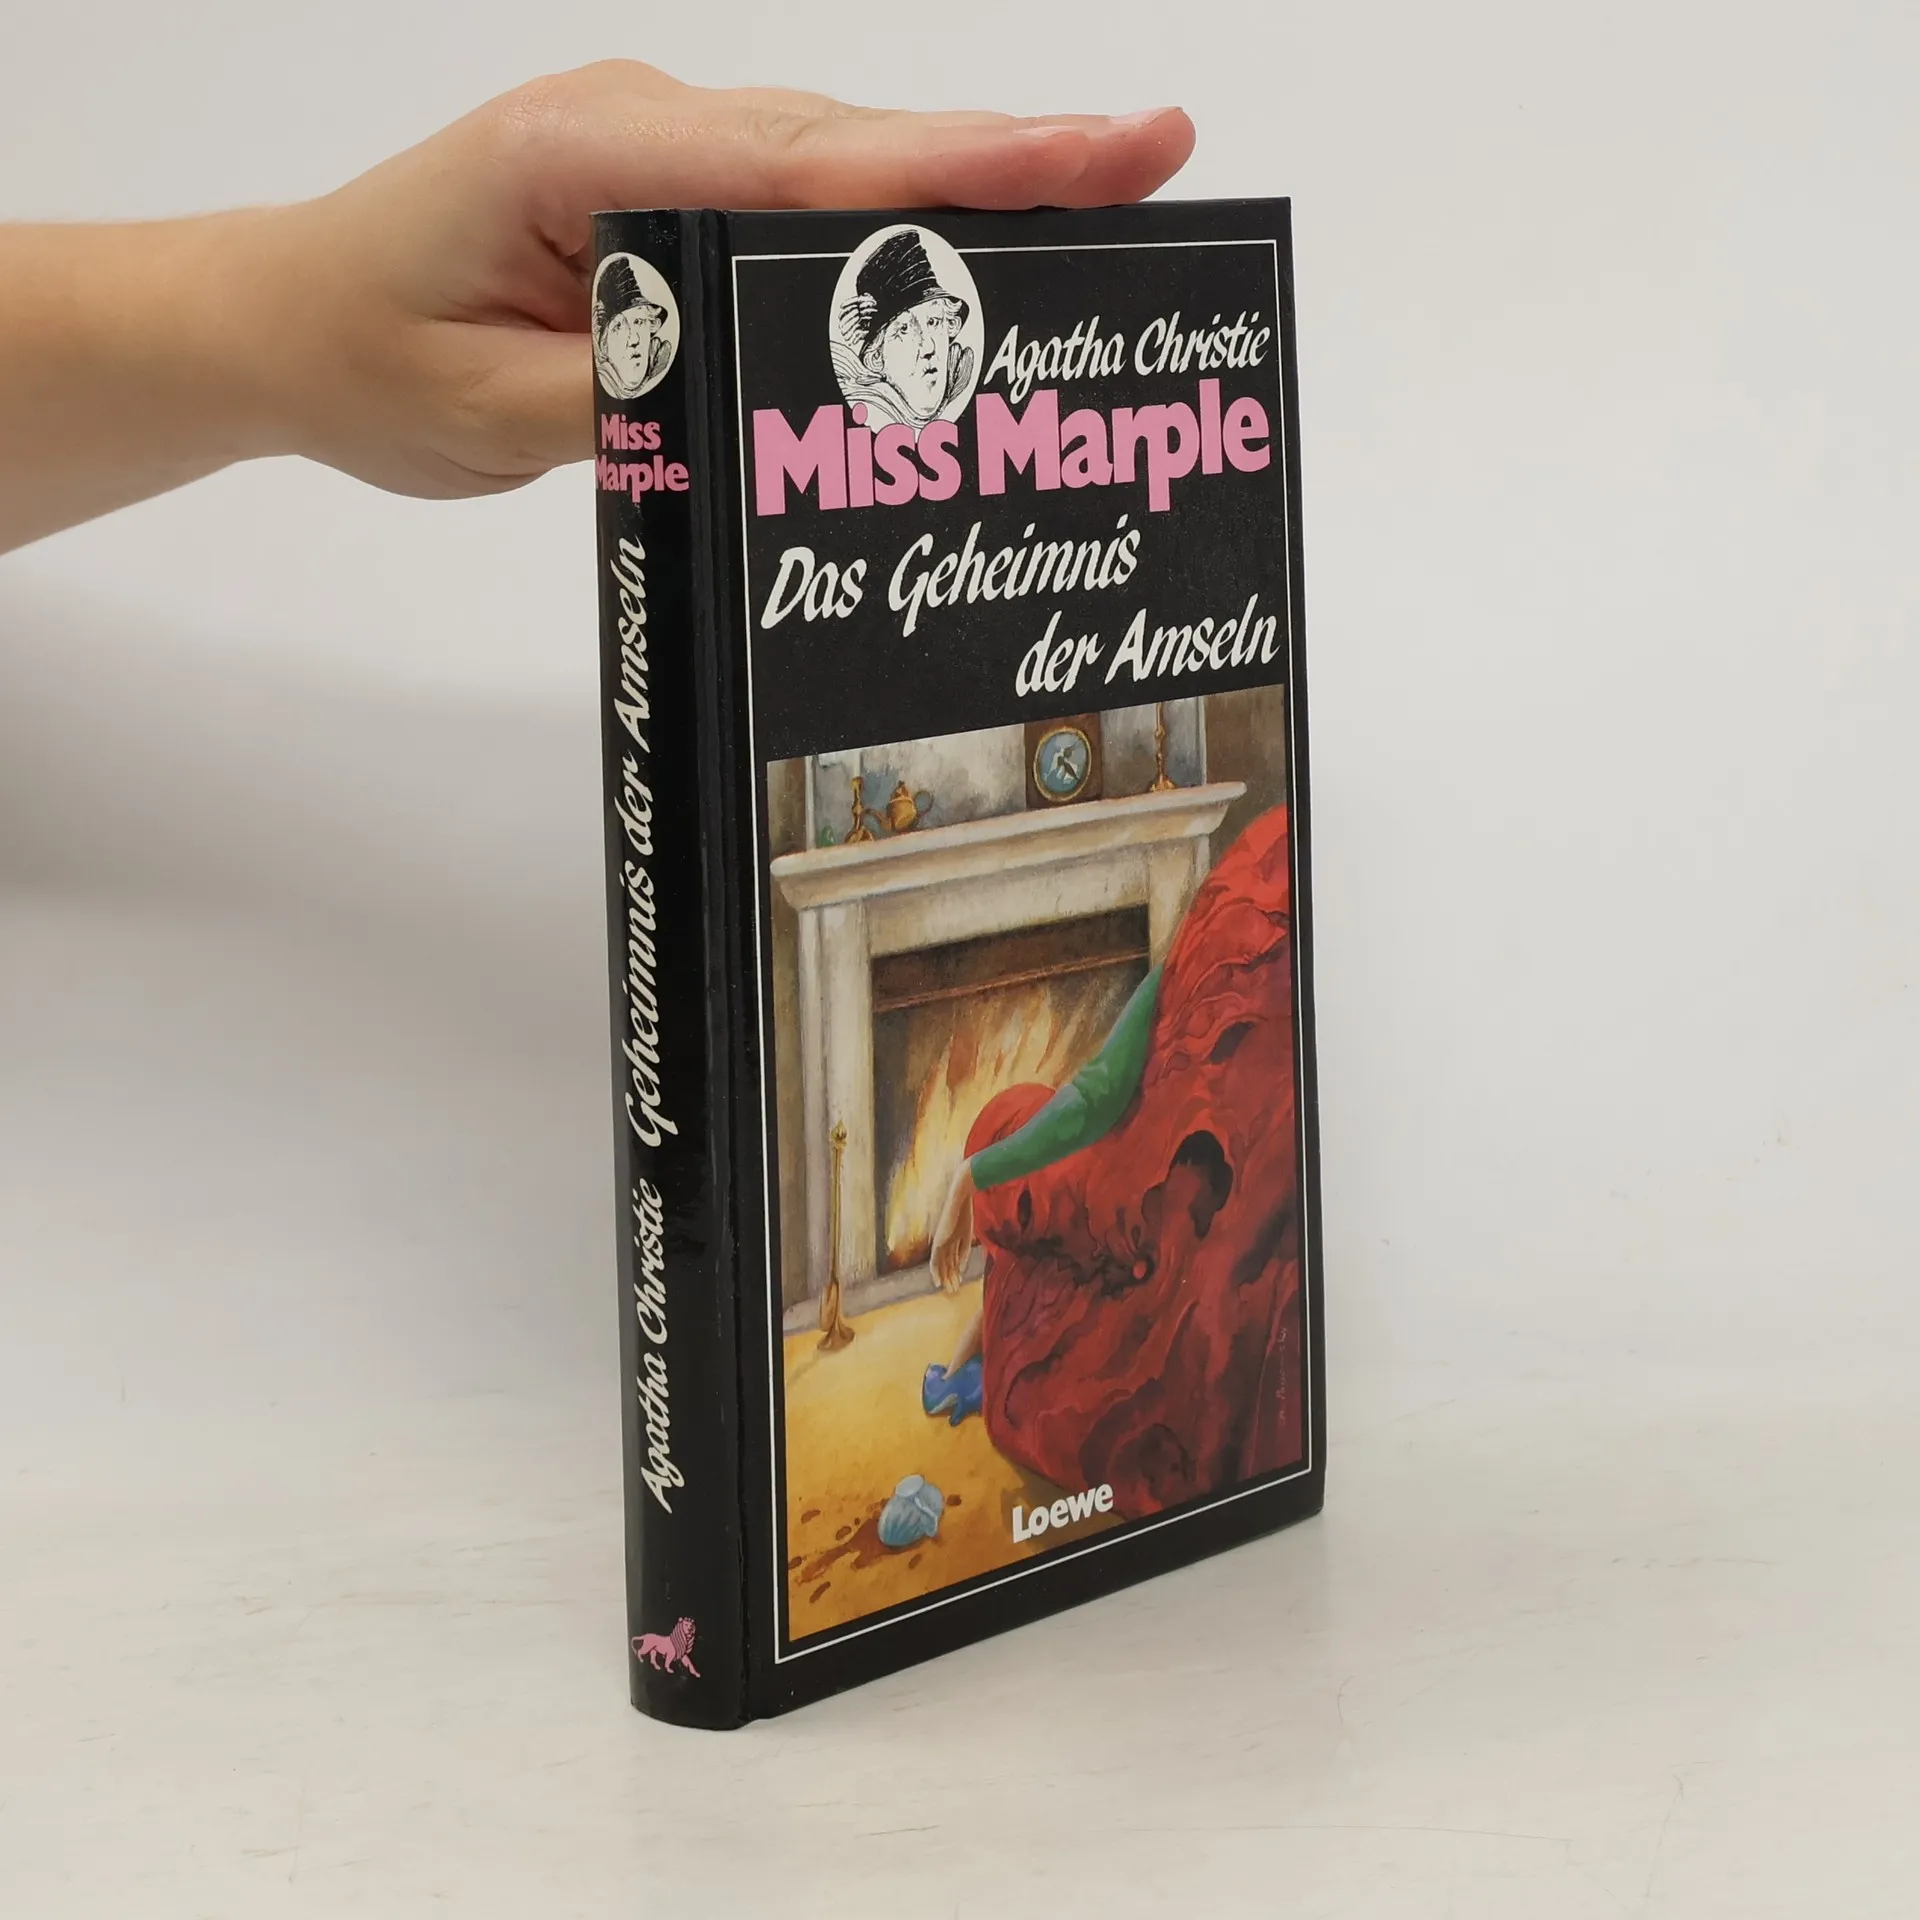 Miss
Marple
Agatha Christie Geheimnis der Amseln
Agatha Christie
Miss Marple
Das Geheimnis
der Amseln
Loewe